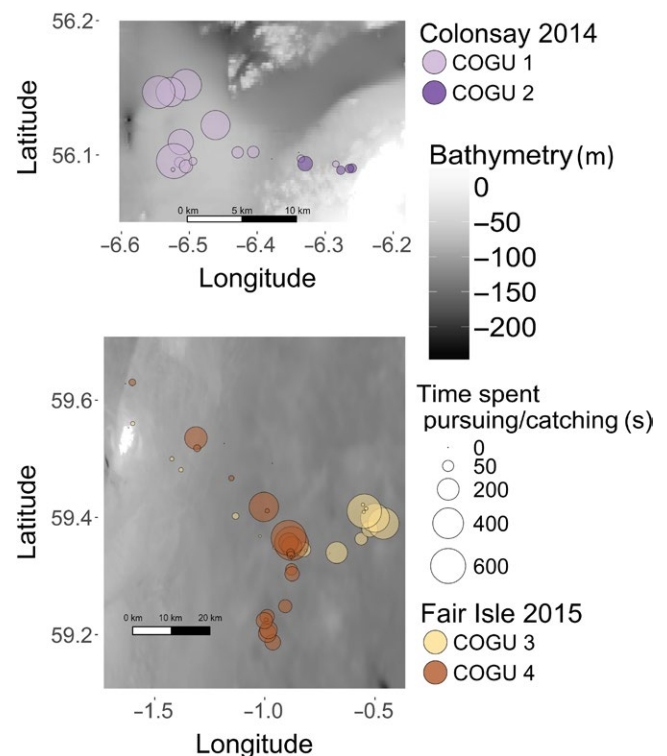 56.2
56.1
Latitude
0 km 5 km 10 km
−6.6 −6.5 −6.4 −6.3 −6.2
Longitude
Colonsay 2014
COGU 1
COGU 2
Bathymetry (m)
0
−50
−100
−150
−200
59.6
59.4
59.2
Latitude
0 km 10 km 20 km
−1.5 −1.0 −0.5
Longitude
Time spent
pursuing/catching (s)
0
50
200
400
600
Fair Isle 2015
COGU 3
COGU 4